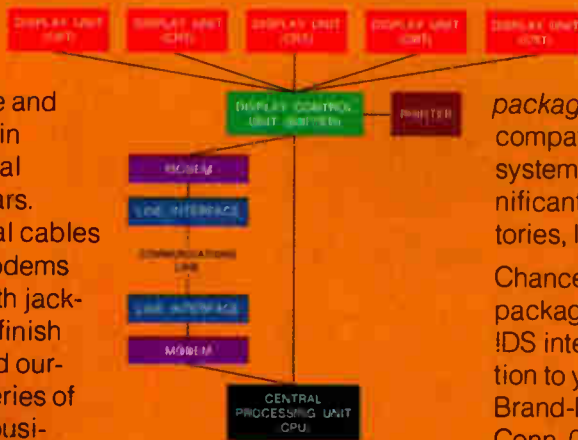 DISPLAY UNIT (CRT) DISPLAY UNIT (CRT) DISPLAY UNIT (CRT) DISPLAY UNIT (CRT) DISPLAY UNIT (CRT)
DISPLAY CONTROL
UNIT (BUFFER)
PRINTER
MODEM
LINE INTERFACE
COMMUNICATIONS
LINE
LINE INTERFACE
MODEM
CENTRAL
PROCESSING UNIT
CPU
e and
in
al
ars.
al cables
odems
th jack-
finish
d our-
eries of
ousi-
packag
compa
system
nificant
tories, I
Chance
packag
IDS inte
tion to y
Brand-
Conn.